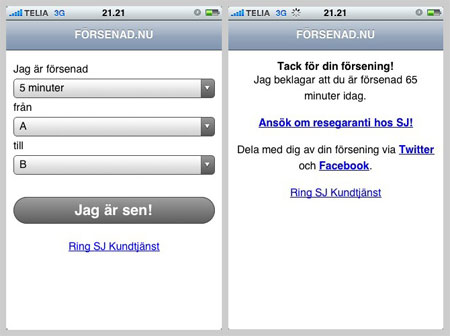 TELIA 3G 21.21
FÖRSENAD.NU
Jag är försenad
5 minuter
från
A
till
B
Jag är sen!
Ring SJ Kundtjänst
TELIA 3G 21.21
FÖRSENAD.NU
Tack för din försening!
Jag beklagar att du är försenad 65
minuter idag.
Ansök om resegaranti hos SJ!
Dela med dig av din försening via Twitter
och Facebook.
Ring SJ Kundtjänst